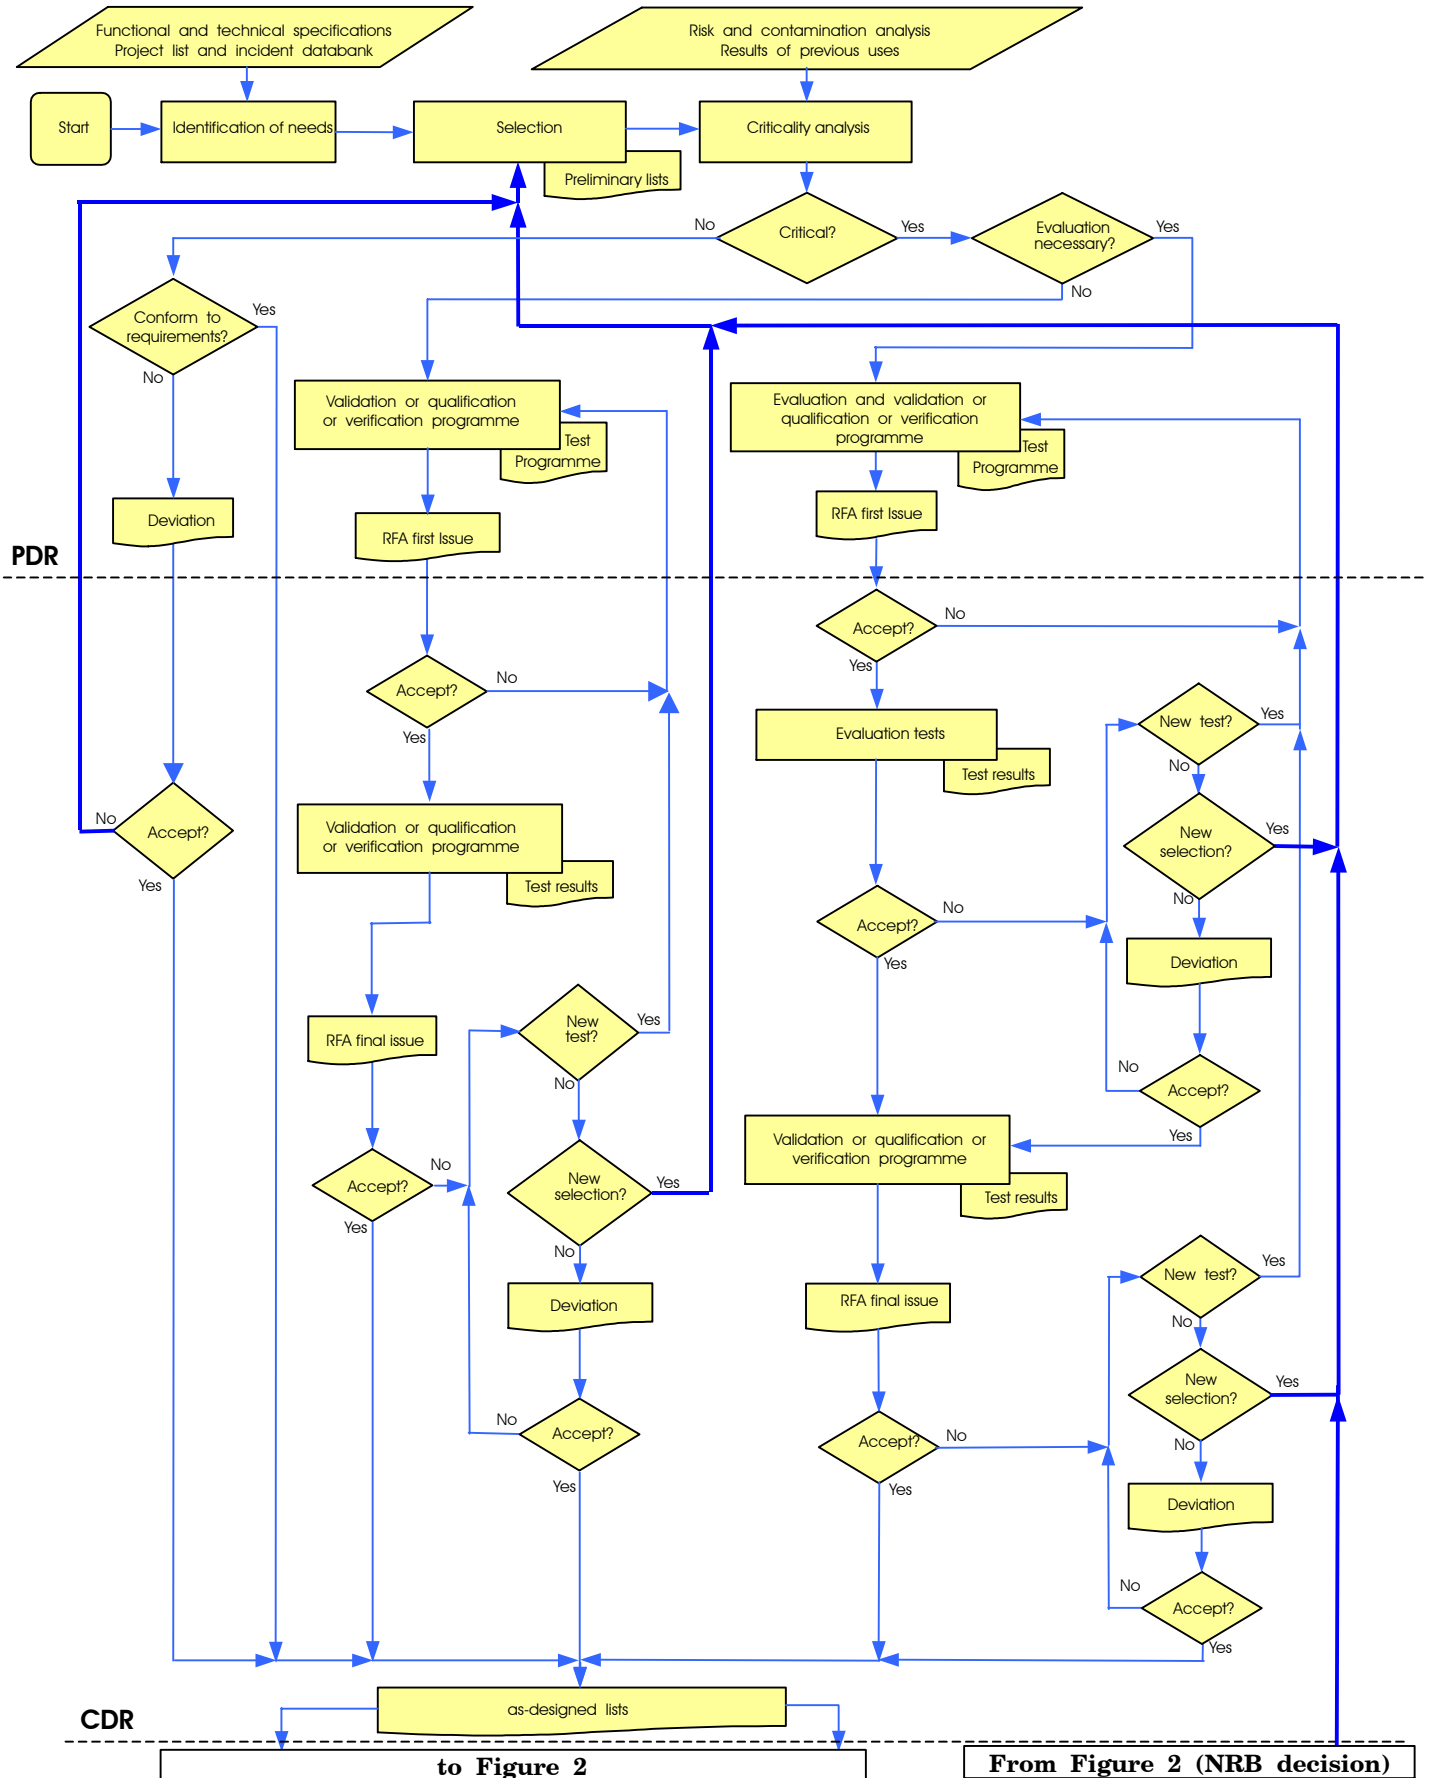 Functional and technical specifications
Project list and incident databank
Risk and contamination analysis
Results of previous uses
Start
Identification of needs
Selection
Preliminary lists
Criticality analysis
No
Critical?
Yes
Evaluation
necessary?
Yes
No
Conform to
requirements?
Yes
No
Validation or qualification
or verification programme
Test
Programme
Evaluation and validation or
qualification or verification
programme
Test
Programme
Deviation
RFA first Issue
RFA first Issue
PDR
Accept?
No
Yes
Accept?
No
Yes
Evaluation tests
Test results
New test?
Yes
No
No
Accept?
Yes
Validation or qualification
or verification programme
Test results
New
selection?
Yes
No
Accept?
No
Yes
Deviation
RFA final issue
New
test?
Yes
No
No
Accept?
Yes
Validation or qualification or
verification programme
Test results
Accept?
No
Yes
New
selection?
Yes
No
Deviation
RFA final issue
New test?
Yes
No
New
selection?
Yes
No
No
Accept?
Yes
Accept?
No
Yes
Deviation
No
Accept?
Yes
as-designed lists
CDR
to Figure 2
From Figure 2 (NRB decision)